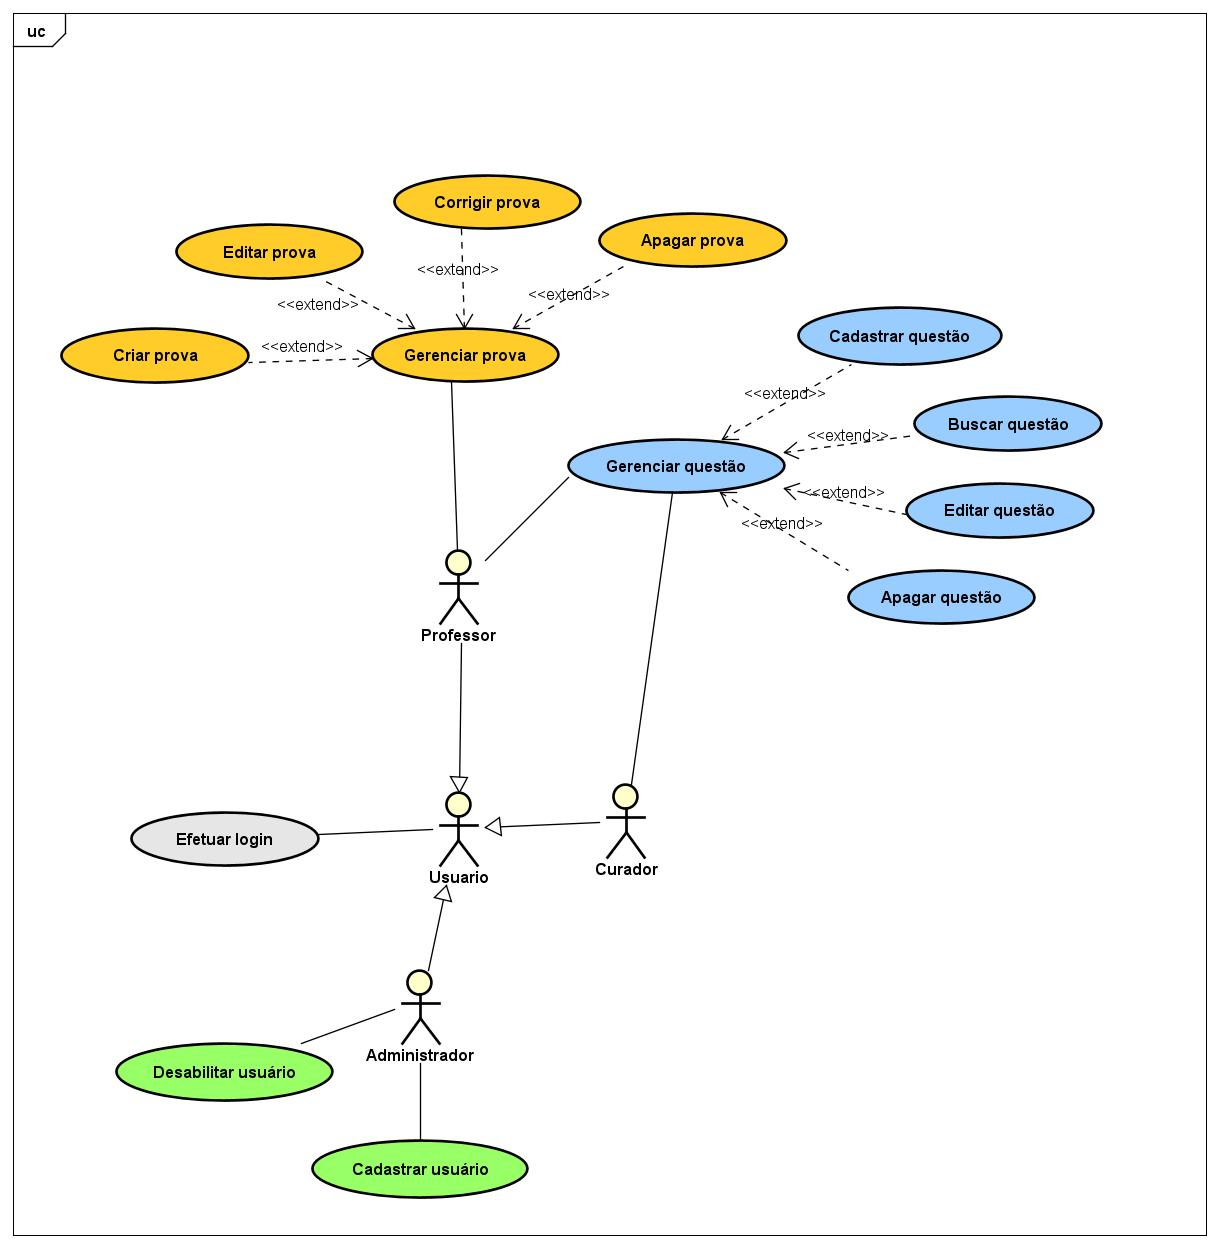 uc
Corrigir prova
Apagar prova
Editar prova
<<extend>>
<<extend>>
<<extend>>
Criar prova
<<extend>>
Gerenciar prova
Cadastrar questão
<<extend>>
Buscar questão
<<extend>>
Gerenciar questão
<<extend>>
Editar questão
<<extend>>
Apagar questão
Professor
Efetuar login
Usuario
Curador
Administrador
Desabilitar usuário
Cadastrar usuário